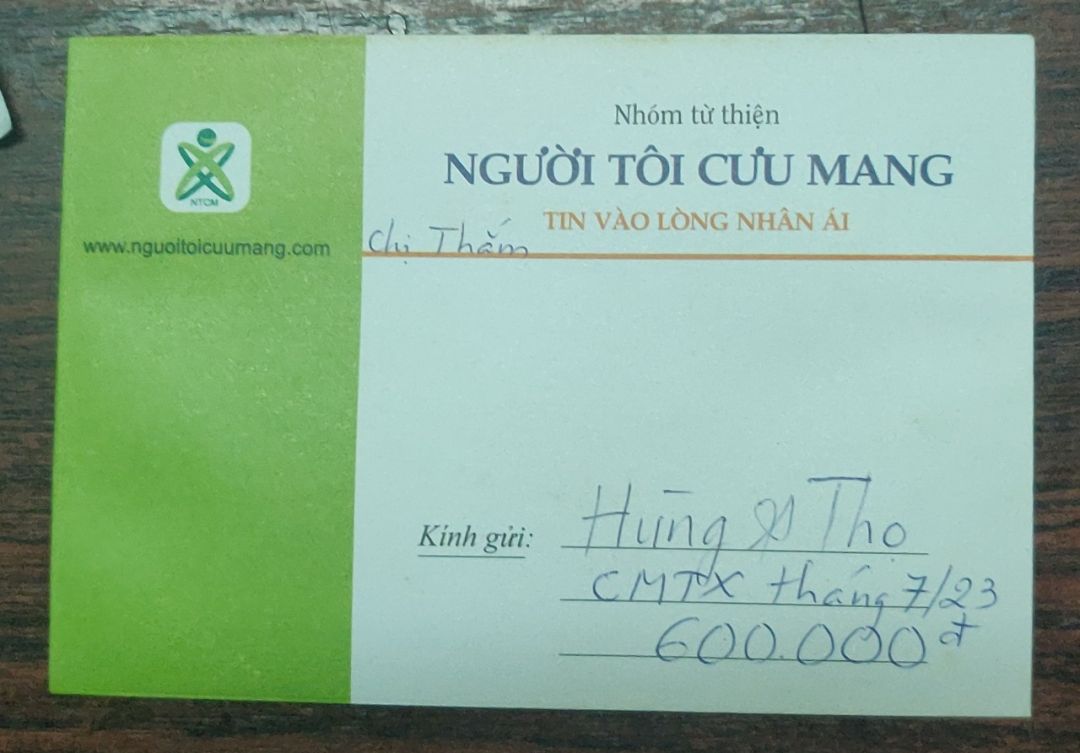 Nhóm từ thiện
NGƯỜI TÔI CƯU MANG
TIN VÀO LÒNG NHÂN ÁI
NTCM
www.nguoitoicuumang.com
Chị Thắm
Kính gửi: Hùng & Thọ
CMTX tháng 7/23
600.000đ